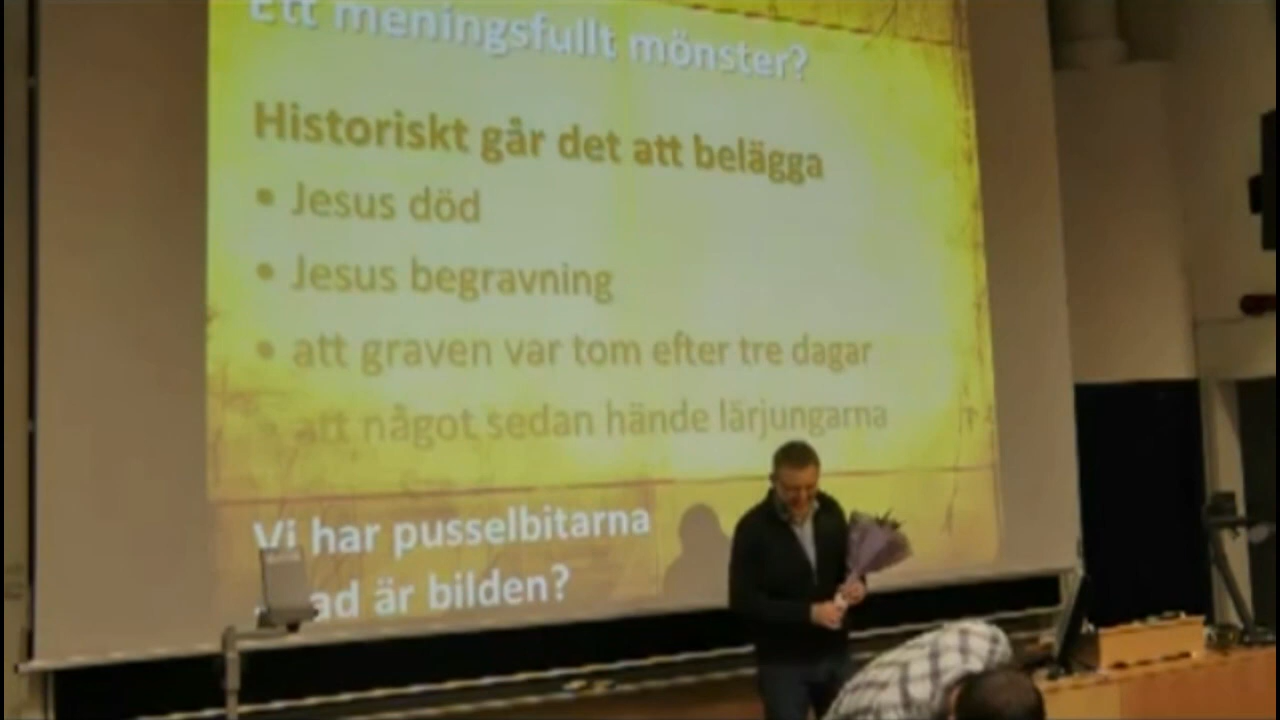 Ett meningsfullt mönster?
Historiskt går det att belägga
• Jesus död
• Jesus begravning
• att graven var tom efter tre dagar
att något sedan hände lärjungarna
Vi har pusselbitarna
ad är bilden?